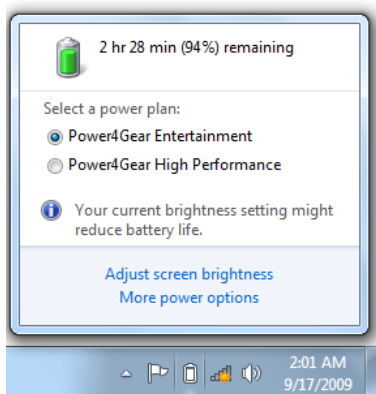 2 hr 28 min (94%) remaining
Select a power plan:
Power4Gear Entertainment
Power4Gear High Performance
Your current brightness setting might
reduce battery life.
Adjust screen brightness
More power options
2:01 AM
9/17/2009